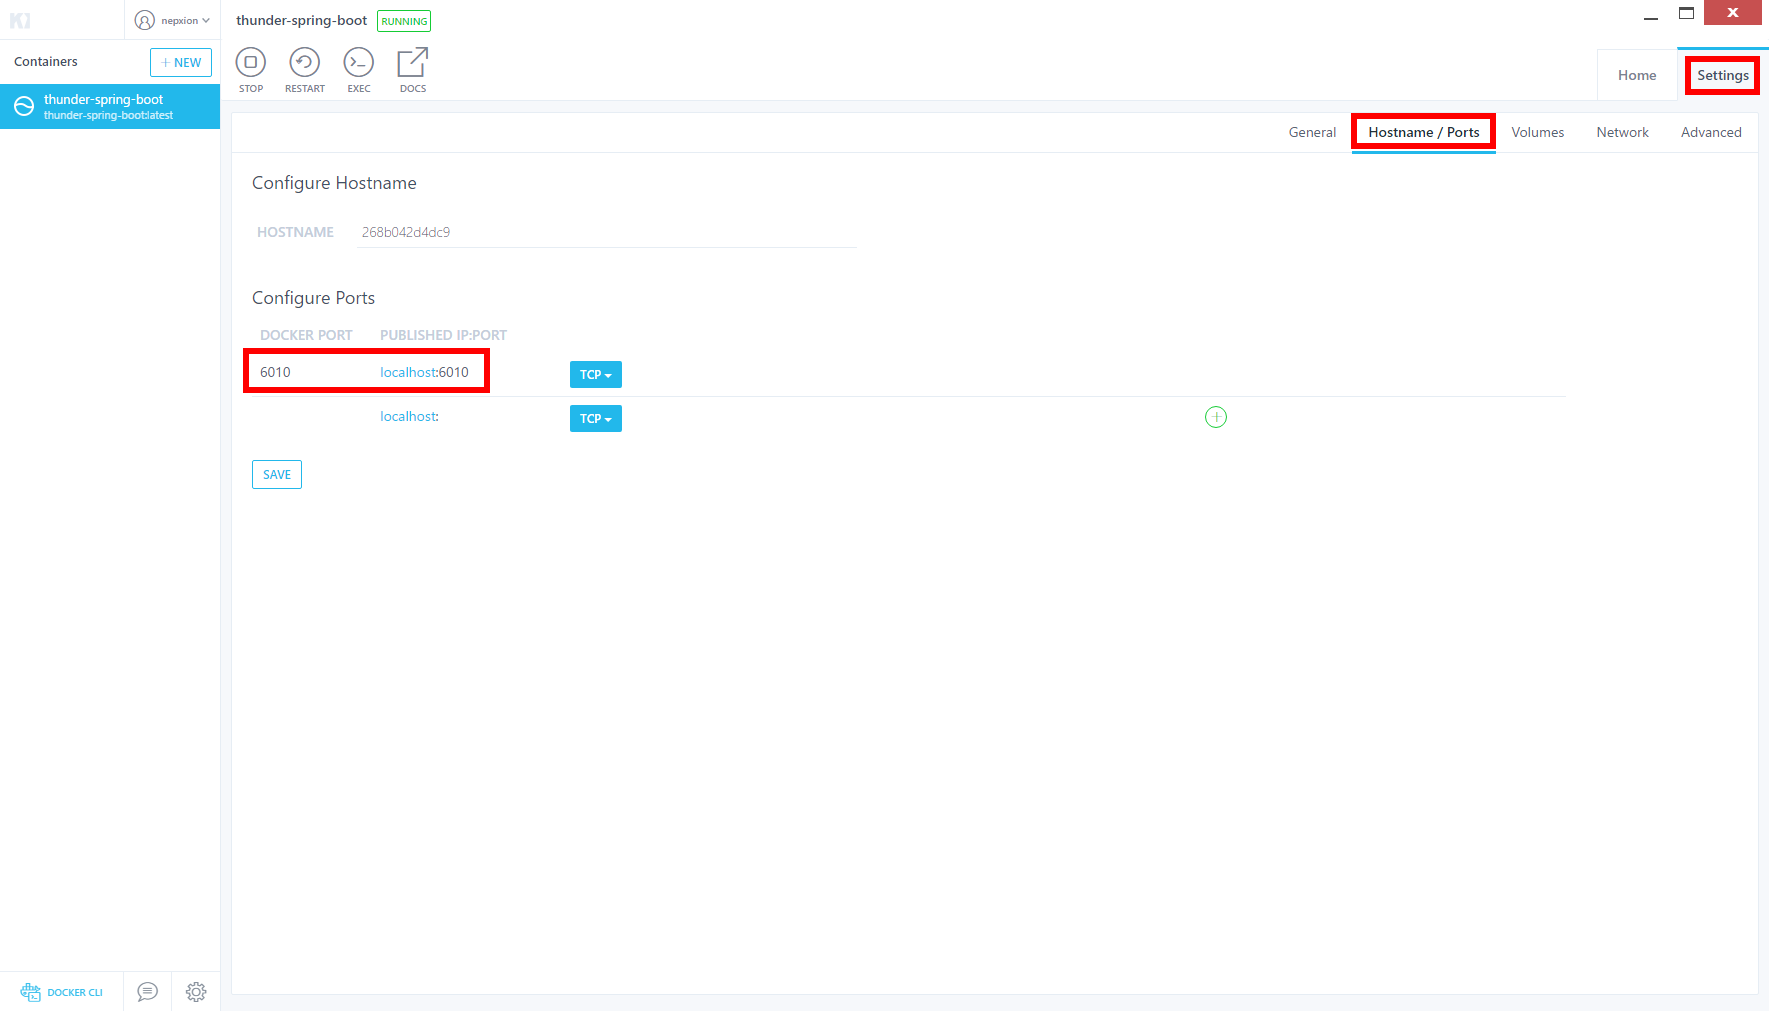 nepxion
thunder-spring-boot RUNNING
Containers
+ NEW
thunder-spring-boot
thunder-spring-boot:latest
STOP RESTART EXEC DOCS
Home Settings
General Hostname / Ports Volumes Network Advanced
Configure Hostname
HOSTNAME 268b042d4dc9
Configure Ports
DOCKER PORT PUBLISHED IP:PORT
6010 localhost:6010 TCP
localhost: TCP
SAVE
DOCKER CLI